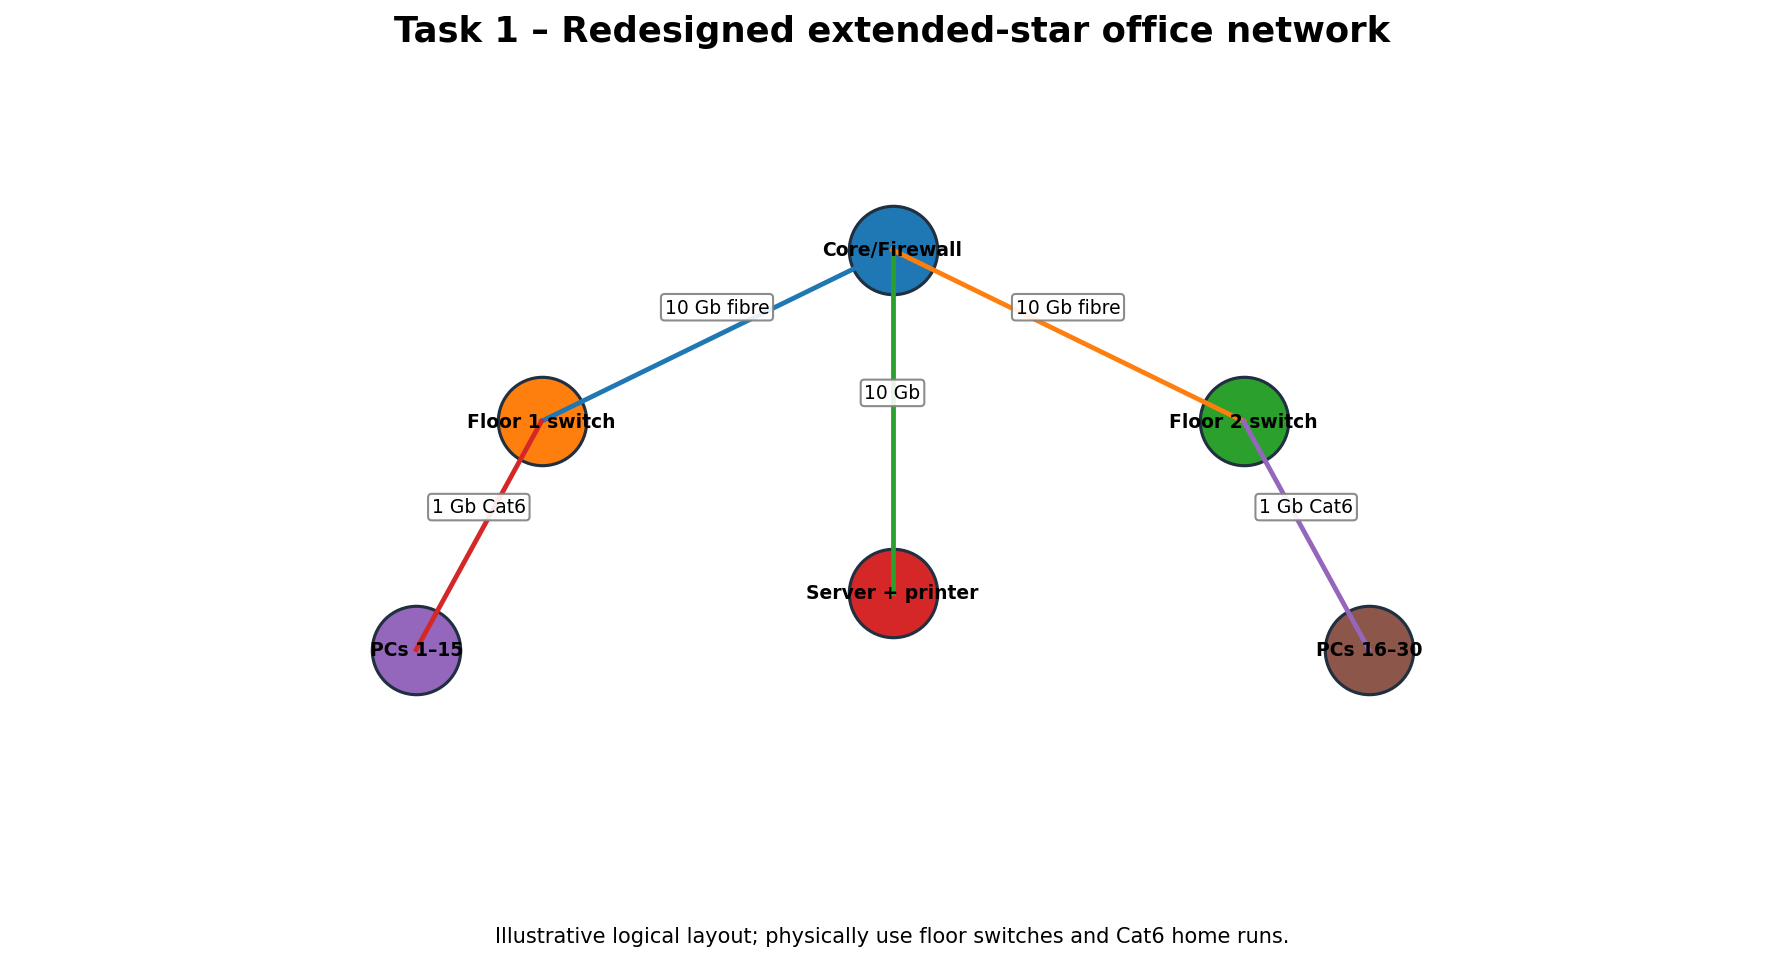 Task 1 – Redesigned extended-star office network
Core/Firewall
10 Gb fibre
10 Gb fibre
10 Gb
Floor 1 switch
Floor 2 switch
1 Gb Cat6
1 Gb Cat6
Server + printer
PCs 1–15
PCs 16–30
Illustrative logical layout; physically use floor switches and Cat6 home runs.